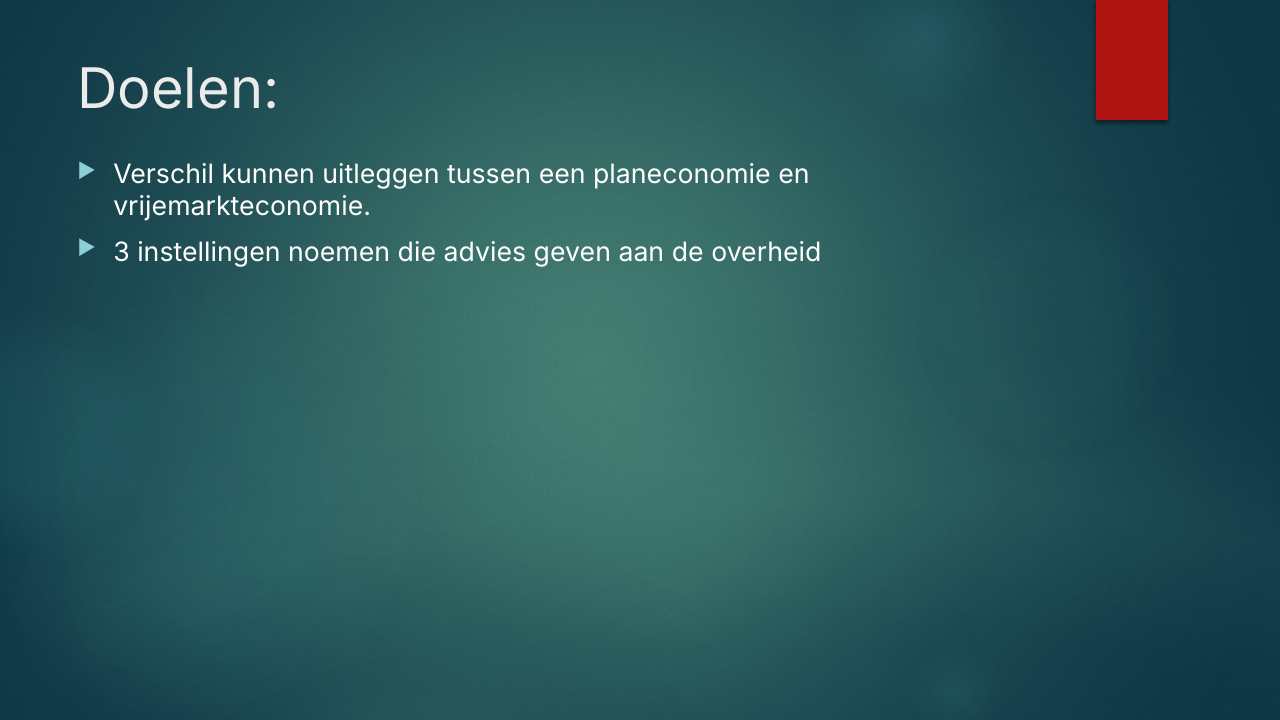 Doelen:
Verschil kunnen uitleggen tussen een planeconomie en
vrijemarkteconomie.
3 instellingen noemen die advies geven aan de overheid